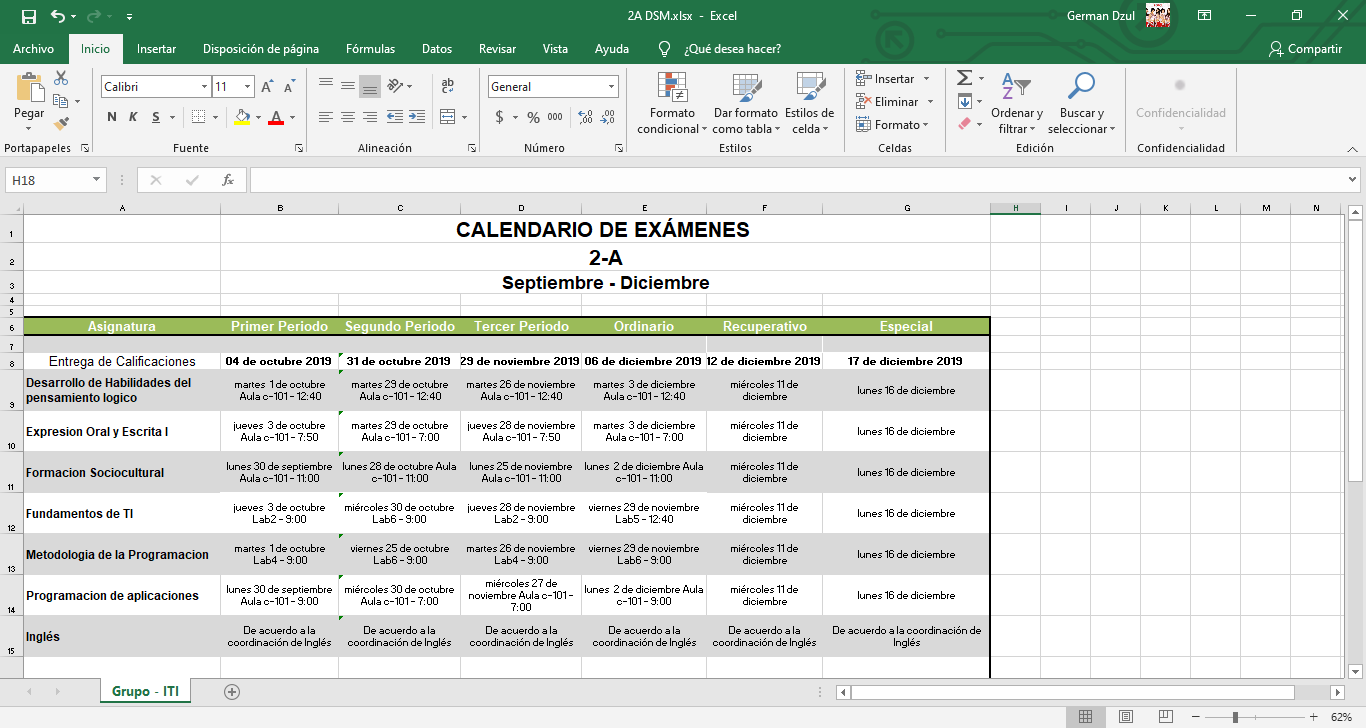 2A DSM.xlsx - Excel
German Dzul
Archivo Inicio Insertar Disposición de página Fórmulas Datos Revisar Vista Ayuda ¿Qué desea hacer? Compartir
Pegar
Portapapeles
Calibri 11
N K S
Fuente
Alineación
General
$ % 000
Número
Formato condicional
Dar formato como tabla
Estilos de celda
Estilos
Insertar
Eliminar
Formato
Celdas
Ordenar y filtrar
Buscar y seleccionar
Edición
Confidencialidad
Confidencialidad
H18 fx
A B C D E F G H I J K L M N
1 CALENDARIO DE EXÁMENES
2 2-A
3 Septiembre - Diciembre
4
5
6 Asignatura Primer Periodo Segundo Periodo Tercer Periodo Ordinario Recuperativo Especial
7
8 Entrega de Calificaciones 04 de octubre 2019 31 de octubre 2019 29 de noviembre 2019 06 de diciembre 2019 12 de diciembre 2019 17 de diciembre 2019
9 Desarrollo de Habilidades del pensamiento logico martes 1 de octubre Aula c-101 - 12:40 martes 29 de octubre Aula c-101 - 12:40 martes 26 de noviembre Aula c-101 - 12:40 martes 3 de diciembre Aula c-101 - 12:40 miércoles 11 de diciembre lunes 16 de diciembre
10 Expresion Oral y Escrita I jueves 3 de octubre Aula c-101 - 7:50 martes 29 de octubre Aula c-101 - 7:00 jueves 28 de noviembre Aula c-101 - 7:50 martes 3 de diciembre Aula c-101 - 7:00 miércoles 11 de diciembre lunes 16 de diciembre
11 Formacion Sociocultural lunes 30 de septiembre Aula c-101 - 11:00 lunes 28 de octubre Aula c-101 - 11:00 lunes 25 de noviembre Aula c-101 - 11:00 lunes 2 de diciembre Aula c-101 - 11:00 miércoles 11 de diciembre lunes 16 de diciembre
12 Fundamentos de TI jueves 3 de octubre Lab2 - 9:00 miércoles 30 de octubre Lab6 - 9:00 jueves 28 de noviembre Lab2 - 9:00 viernes 29 de noviembre Lab5 - 12:40 miércoles 11 de diciembre lunes 16 de diciembre
13 Metodologia de la Programacion martes 1 de octubre Lab4 - 9:00 viernes 25 de octubre Lab6 - 9:00 martes 26 de noviembre Lab4 - 9:00 viernes 29 de noviembre Lab6 - 9:00 miércoles 11 de diciembre lunes 16 de diciembre
14 Programacion de aplicaciones lunes 30 de septiembre Aula c-101 - 9:00 miércoles 30 de octubre Aula c-101 - 7:00 miércoles 27 de noviembre Aula c-101 - 7:00 lunes 2 de diciembre Aula c-101 - 9:00 miércoles 11 de diciembre lunes 16 de diciembre
15 Inglés De acuerdo a la coordinación de Inglés De acuerdo a la coordinación de Inglés De acuerdo a la coordinación de Inglés De acuerdo a la coordinación de Inglés De acuerdo a la coordinación de Inglés De acuerdo a la coordinación de Inglés
Grupo - ITI
62%